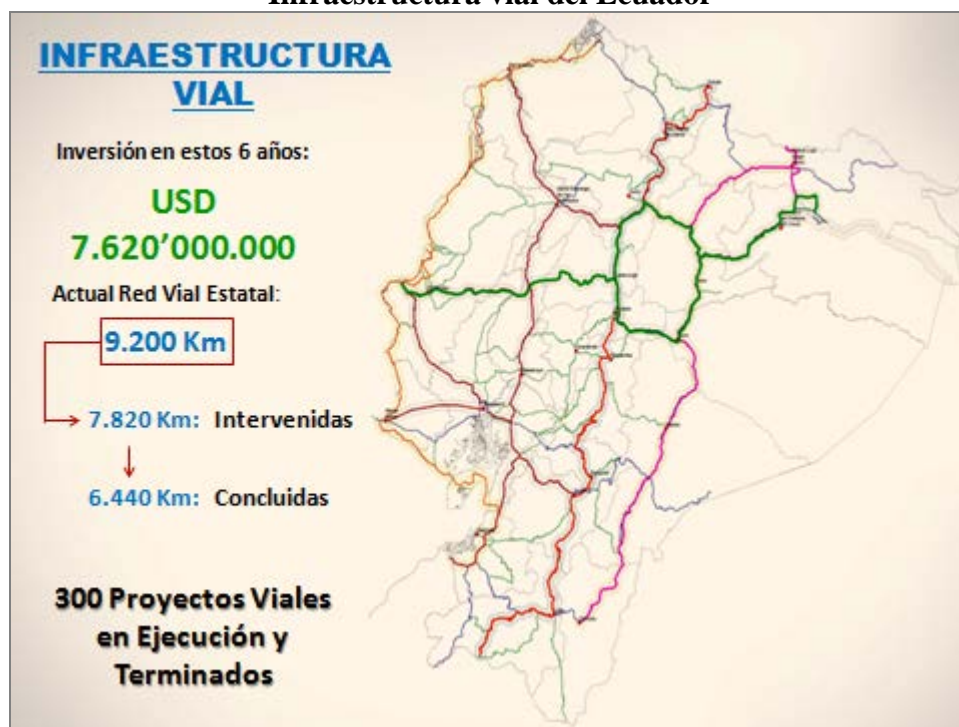 Infraestructura vial del Ecuador
INFRAESTRUCTURA
VIAL
Inversión en estos 6 años:
USD
7.620’000.000
Actual Red Vial Estatal:
9.200 Km
7.820 Km: Intervenidas
6.440 Km: Concluidas
300 Proyectos Viales
en Ejecución y
Terminados